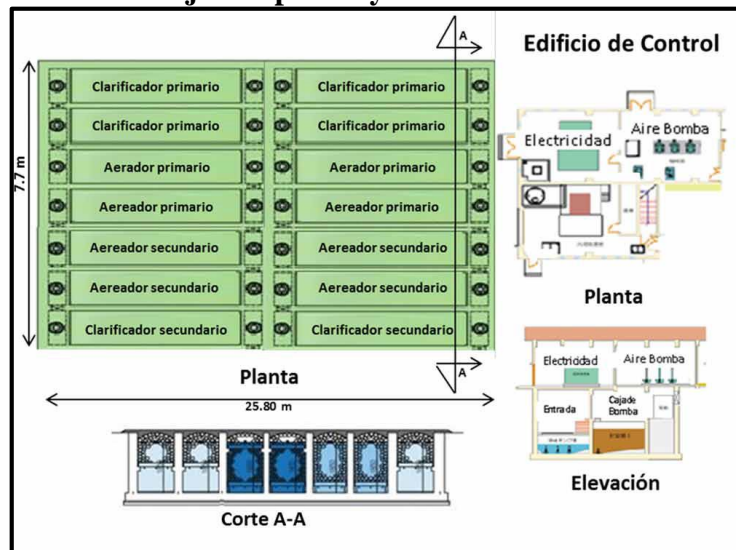 A
Edificio de Control
Clarificador primario Clarificador primario
Clarificador primario Clarificador primario
Aerador primario Aerador primario
Aereador primario Aereador primario
Aereador secundario Aereador secundario
Aereador secundario Aereador secundario
Clarificador secundario Clarificador secundario
7.7 m
A
Planta
25.80 m
Corte A-A
Electricidad
Aire Bomba
Planta
Electricidad
Aire Bomba
Entrada
Cajade
Bomba
Elevación